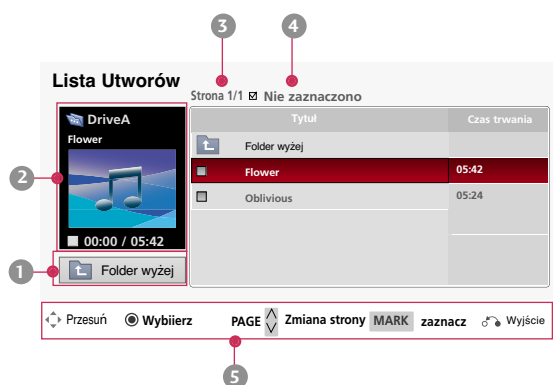 3 4
Lista Utworów
Strona 1/1 Nie zaznaczono
DriveA
Flower
00:00 / 05:42
Folder wyżej
Tytuł Czas trwania
Folder wyżej
Flower 05:42
Oblivious 05:24
2
1
Przesuń Wybiierz PAGE Zmiana strony MARK zaznacz Wyjście
5